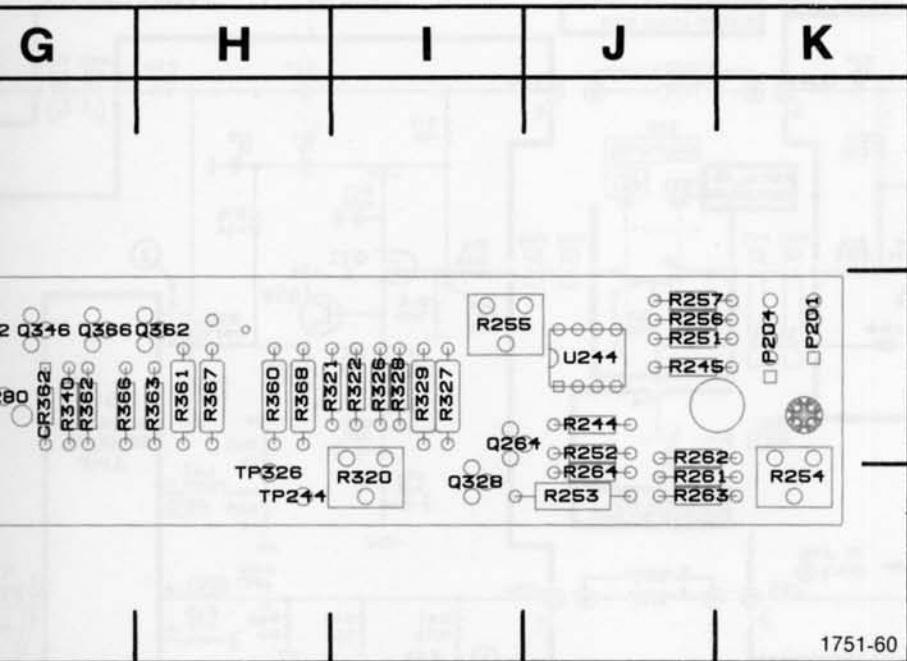 G H I J K
R257
R256
R251
R245
P204
P201
Q346 Q366 Q362
R255
U244
CR362
R340
R362
R366
R363
R361
R367
R360
R368
R321
R322
R326
R328
R329
R327
R244
R252
R264
R253
Q264
Q328
R262
R261
R263
R254
TP326
TP244
R320
1751-60